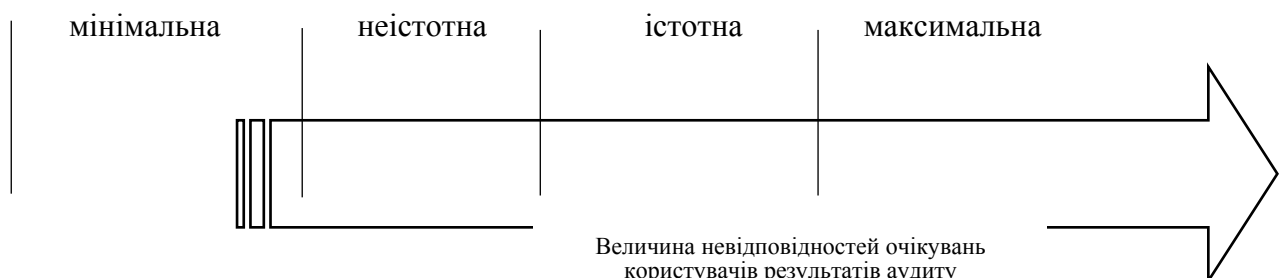 мінімальна неістотна істотна максимальна
Величина невідповідностей очікувань
користувачів результатів аудиту